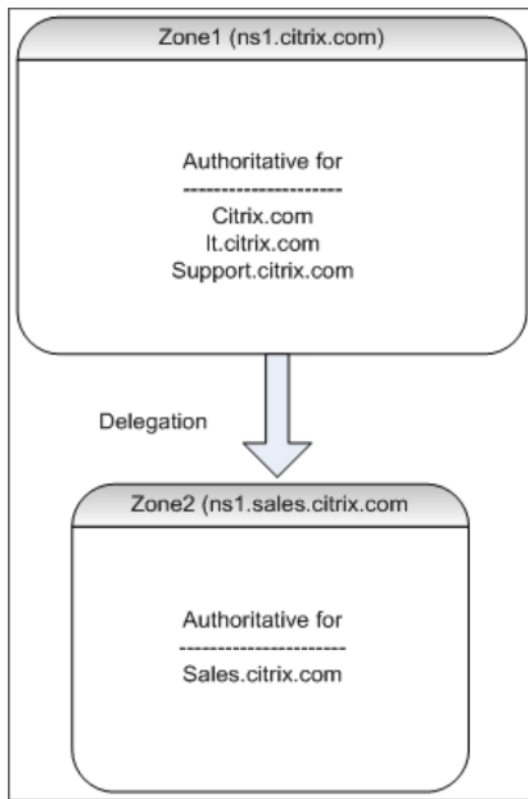 Zone1 (ns1.citrix.com)
Authoritative for
---------------------
Citrix.com
It.citrix.com
Support.citrix.com
Delegation
Zone2 (ns1.sales.citrix.com
Authoritative for
----------------------
Sales.citrix.com